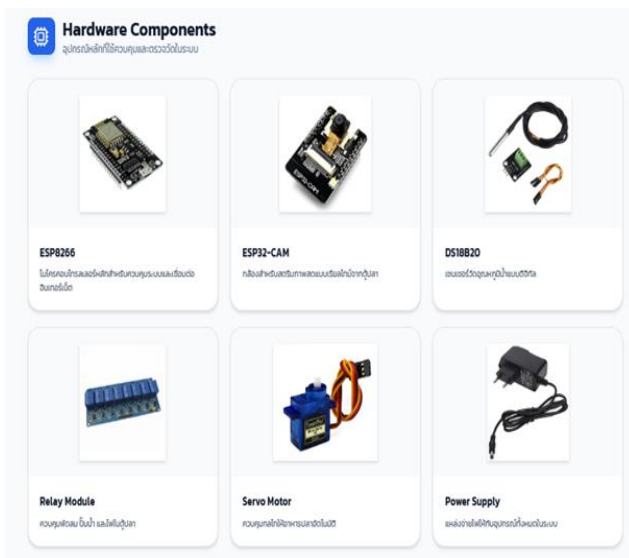 Hardware Components
อุปกรณ์หลักที่ใช้ควบคุมและตรวจวัดในระบบ
ESP32-CAM
ESP8266
ไมโครคอนโทรลเลอร์หลักสำหรับควบคุมระบบและเชื่อมต่อ
อินเทอร์เน็ต
ESP32-CAM
กล้องสำหรับสตรีมภาพสดแบบเรียลไทม์จากตู้ปลา
DS18B20
เซนเซอร์วัดอุณหภูมิน้ำแบบดิจิทัล
Relay Module
ควบคุมพัดลม ปั๊มน้ำ และไฟในตู้ปลา
Servo Motor
ควบคุมกลไกให้อาหารปลาอัตโนมัติ
Power Supply
แหล่งจ่ายไฟให้กับอุปกรณ์ทั้งหมดในระบบ